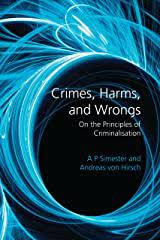 Crimes, Harms,
and Wrongs
On the Principles of
Criminalisation
A P Simester and
Andreas von Hirsch